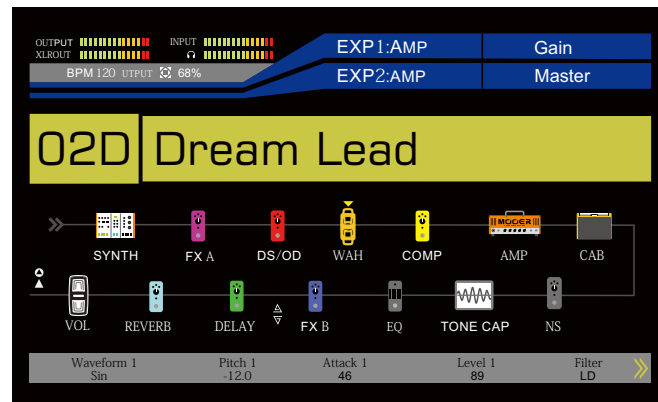 OUTPUT INPUT
XLROUT
BPM 120 UTPUT 68%
EXP1:AMP Gain
EXP2:AMP Master
02D Dream Lead
MOOER
SYNTH FX A DS/OD WAH COMP AMP CAB
VOL REVERB DELAY FX B EQ TONE CAP NS
Waveform 1 Pitch 1 Attack 1 Level 1 Filter
Sin -12.0 46 89 LD